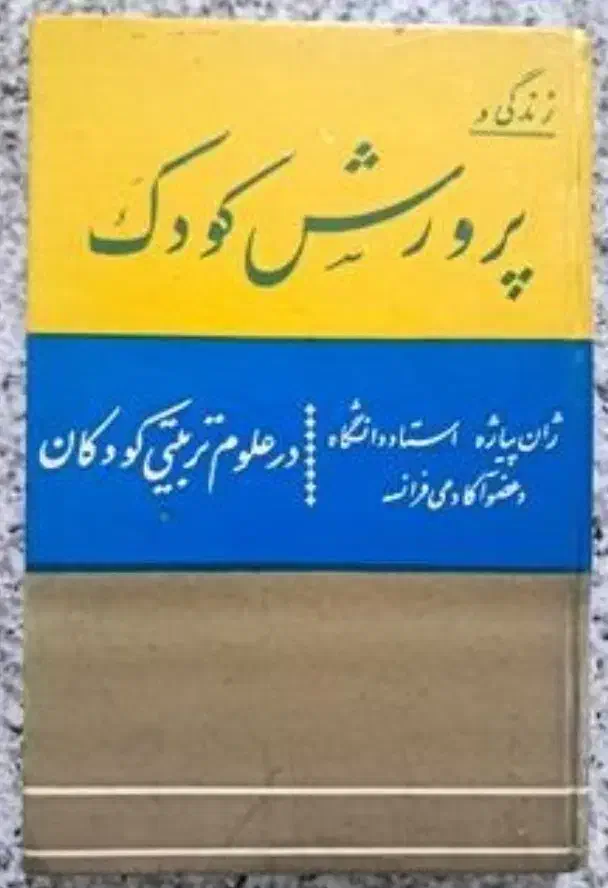 زندگی و
پرورش کودک
ژان پیاژه استاد دانشگاه
و عضو آکادمی فرانسه
در علوم تربیتی کودکان